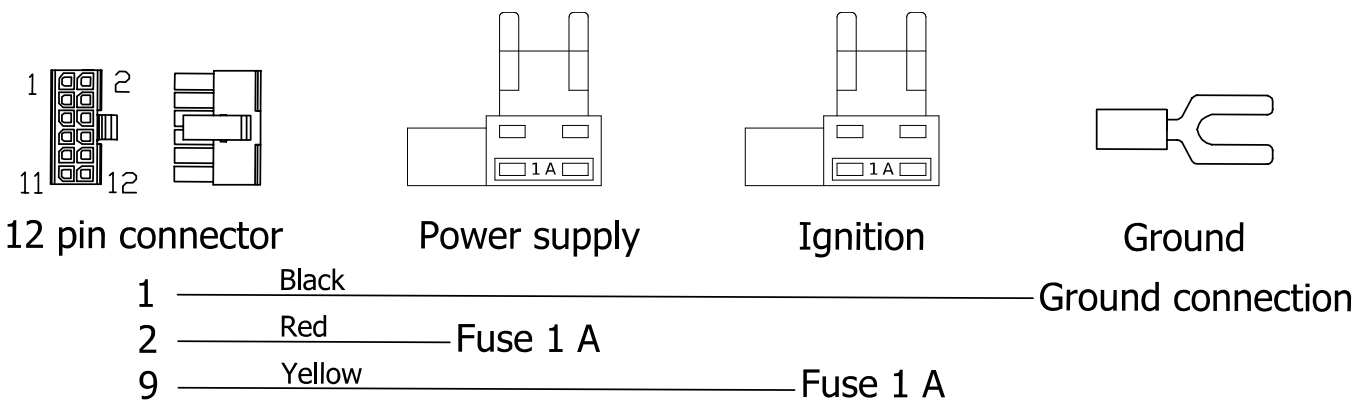 1 2
1 A 1 A
11 12
12 pin connector Power supply Ignition Ground
1 Black Ground connection
2 Red Fuse 1 A
9 Yellow Fuse 1 A